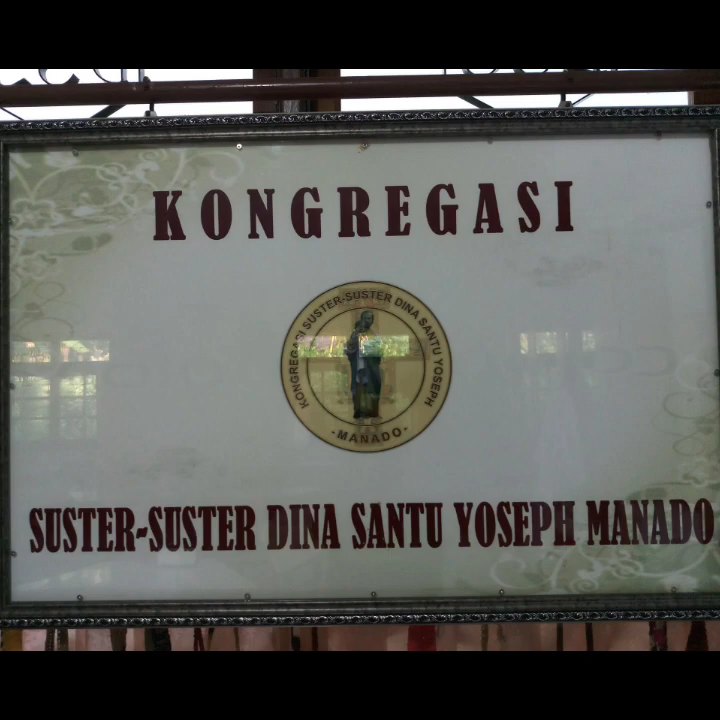 KONGREGASI
KONGREGASI SUSTER-SUSTER DINA SANTU YOSEPH
-MANADO-
SUSTER-SUSTER DINA SANTU YOSEPH MANADO